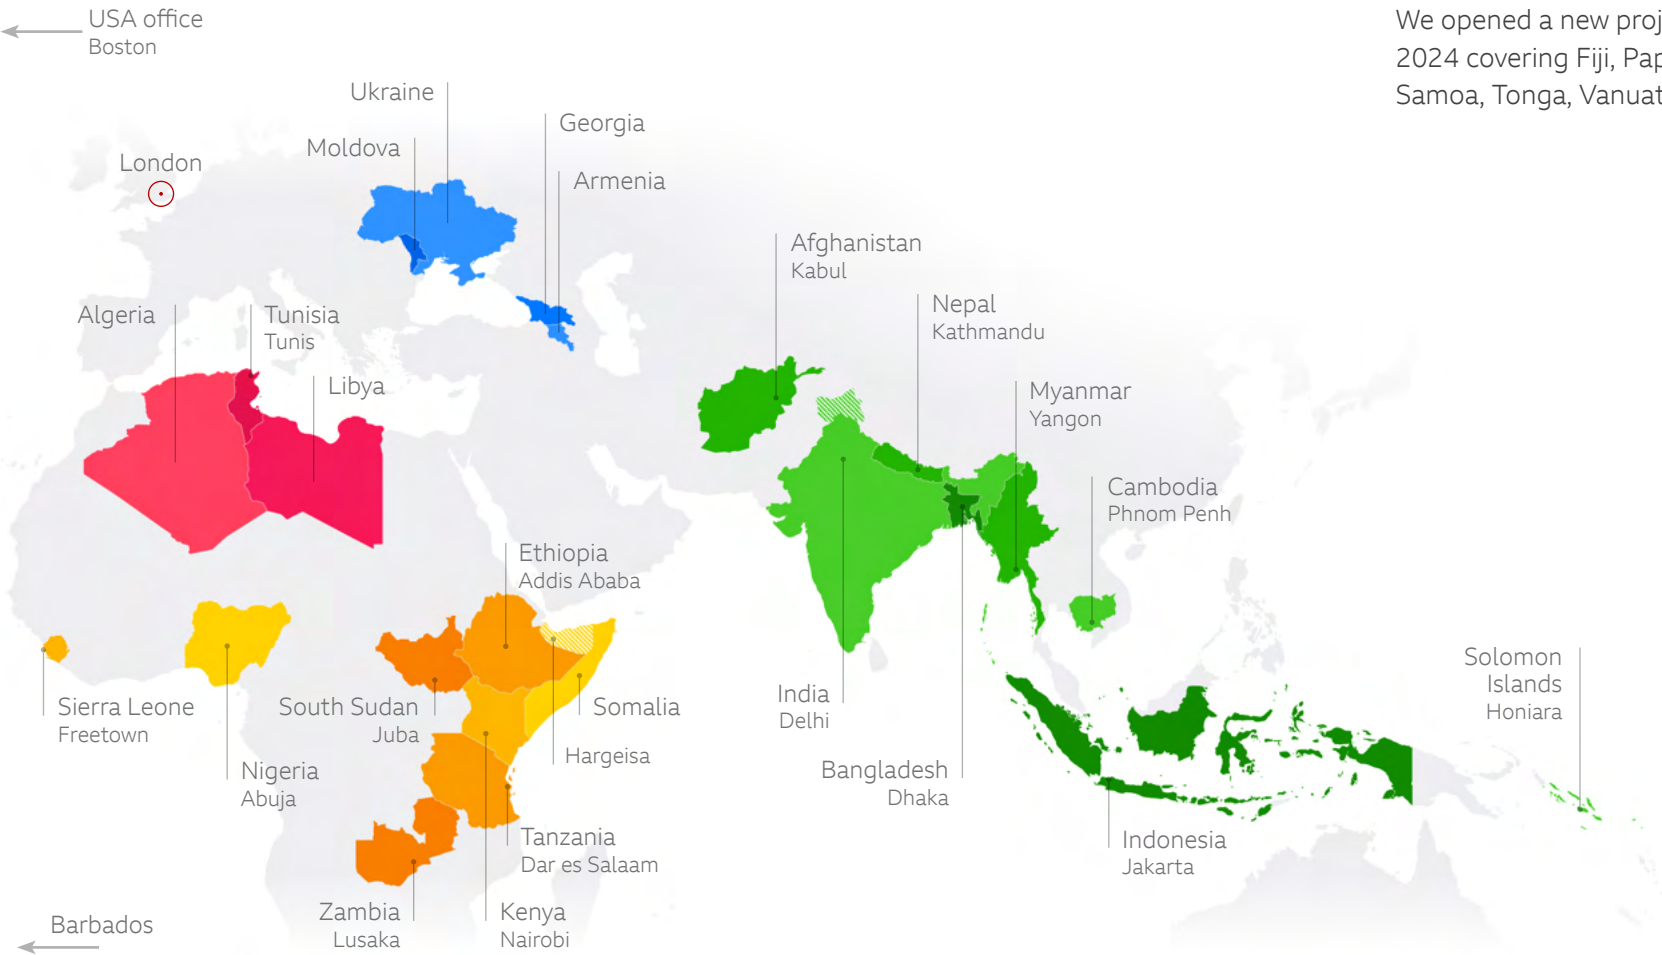 USA office
Boston
We opened a new
2024 covering Fiji,
Samoa, Tonga,
Ukraine
Georgia
Moldova
London
Armenia
Afghanistan
Kabul
Nepal
Kathmandu
Algeria
Tunisia
Tunis
Libya
Myanmar
Yangon
Cambodia
Phnom Penh
Ethiopia
Addis Ababa
Solomon
Islands
Honiara
Sierra Leone
Freetown
South Sudan
Juba
Somalia
India
Delhi
Hargeisa
Nigeria
Abuja
Bangladesh
Dhaka
Tanzania
Dar es Salaam
Indonesia
Jakarta
Zambia
Lusaka
Kenya
Nairobi
Barbados